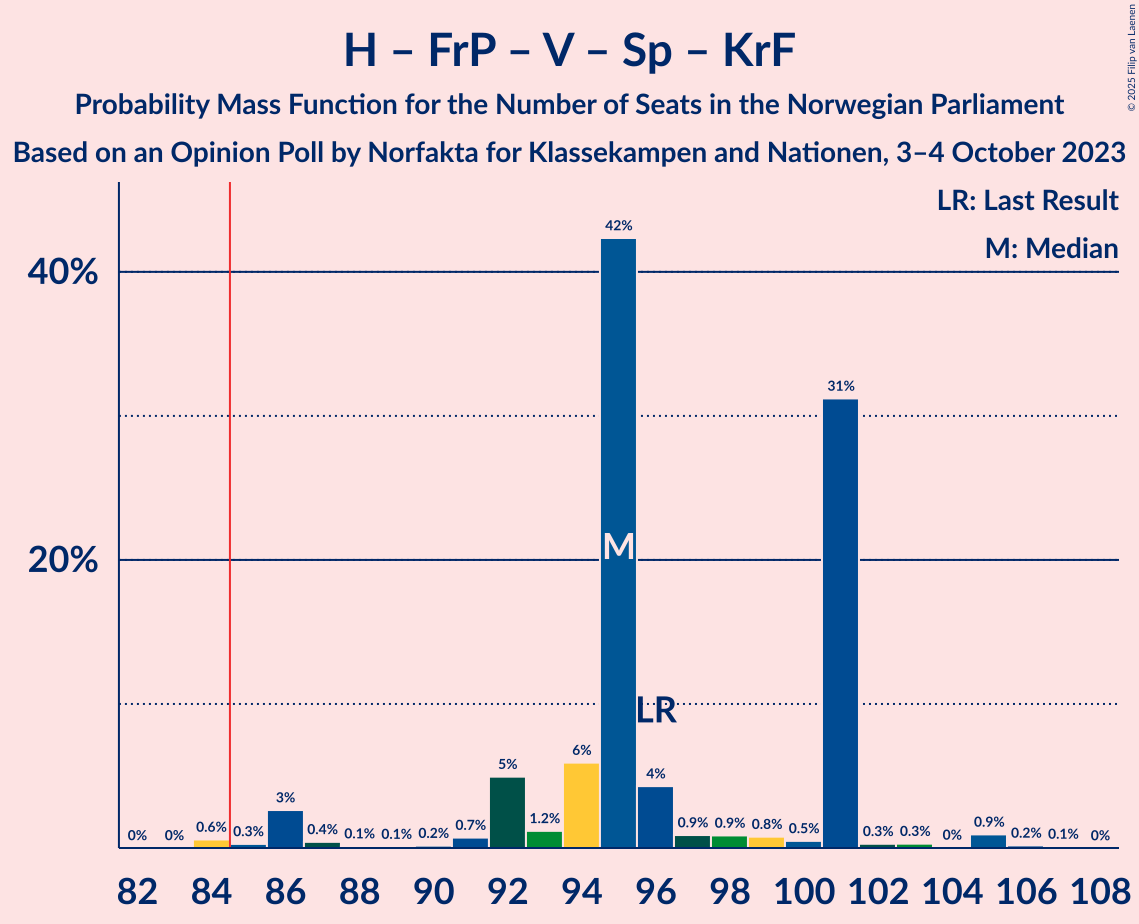 H – FrP – V – Sp – KrF
Probability Mass Function for the Number of Seats in the Norwegian Parliament
Based on an Opinion Poll by Norfakta for Klassekampen and Nationen, 3–4 October 2023
© 2025 Filip van Laenen
LR: Last Result
M: Median
40%
20%
0% 0% 0.6% 0.3% 3% 0.4% 0.1% 0.1% 0.2% 0.7% 5% 1.2% 6% 42% 4% 0.9% 0.9% 0.8% 0.5% 31% 0.3% 0.3% 0% 0.9% 0.2% 0.1% 0%
M
LR
82 84 86 88 90 92 94 96 98 100 102 104 106 108